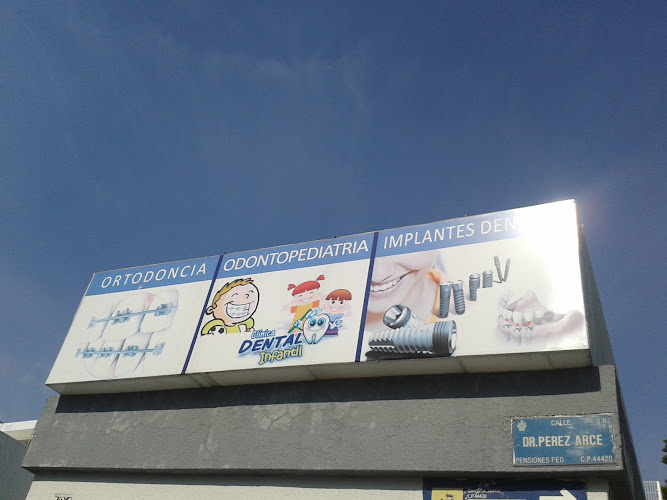 ORTODONCIA
ODONTOPEDIATRIA
IMPLANTES DEN
Clínica
DENTAL
Infantil
CALLE S.R.
DR. PEREZ ARCE
PENSIONES FED. C.P. 44420